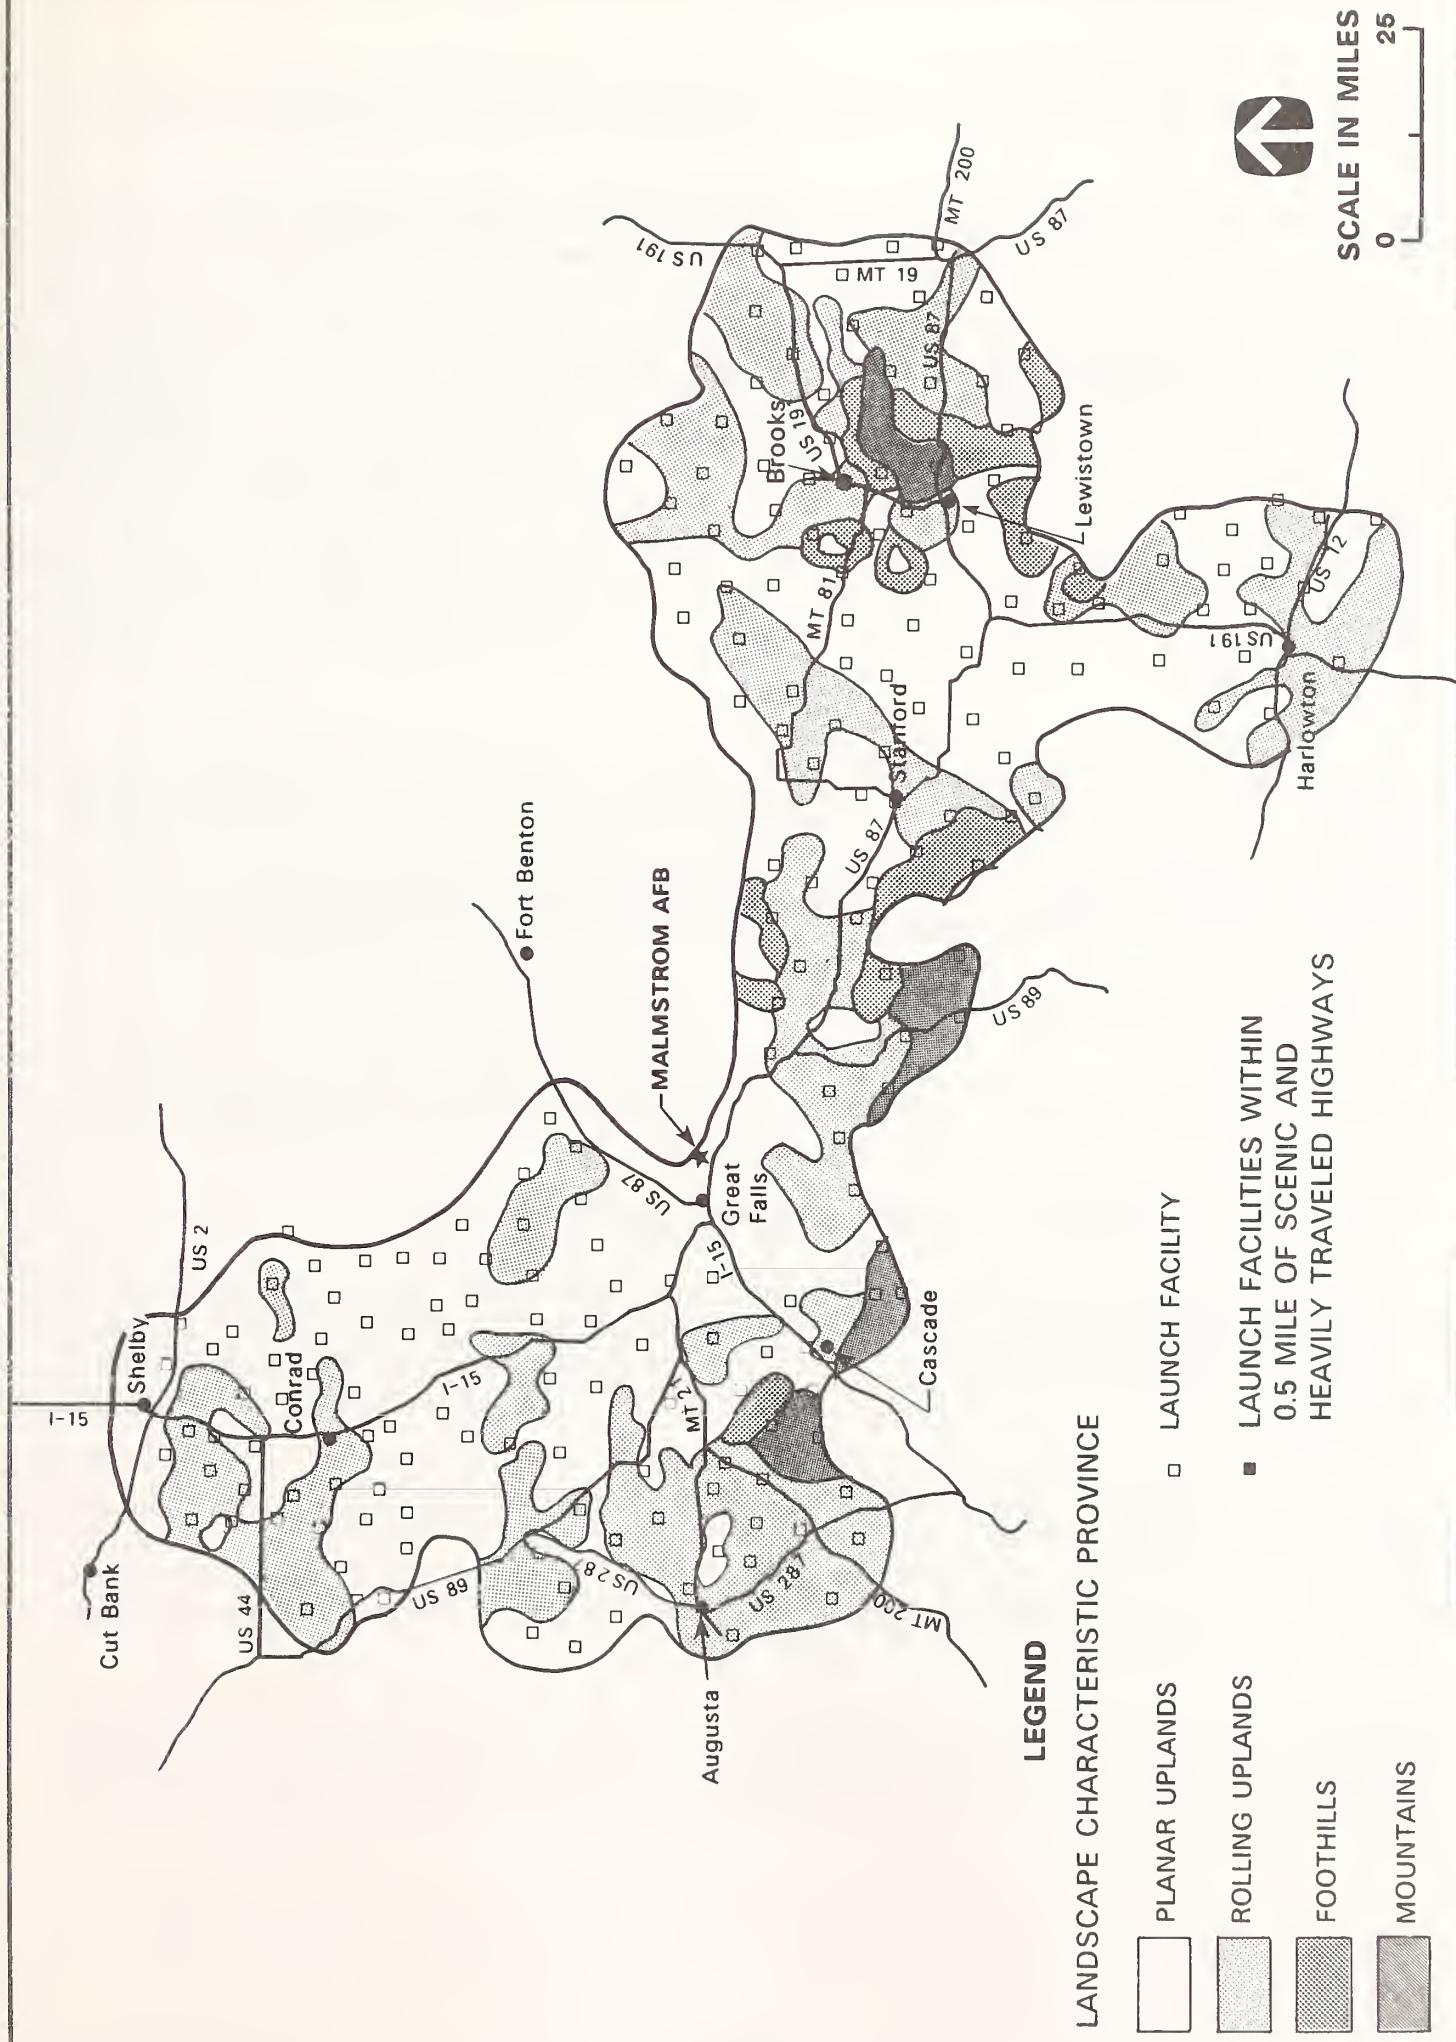 SCALE IN MILES
0 25
US 191
MT 200
US 87
MT 19
US 87
Brooks
US 191
Lewistown
MT 81
US 12
US 191
Harlowton
Stanford
US 87
Fort Benton
MALMSTROM AFB
US 89
US 2
US 87
Great
Falls
I-15
Shelby
I-15
Conrad
I-15
Cascade
MT 21
Cut Bank
US 44
US 89
US 287
US 287
MT 200
Augusta
LEGEND
LANDSCAPE CHARACTERISTIC PROVINCE
PLANAR UPLANDS
ROLLING UPLANDS
FOOTHILLS
MOUNTAINS
LAUNCH FACILITY
LAUNCH FACILITIES WITHIN
0.5 MILE OF SCENIC AND
HEAVILY TRAVELED HIGHWAYS